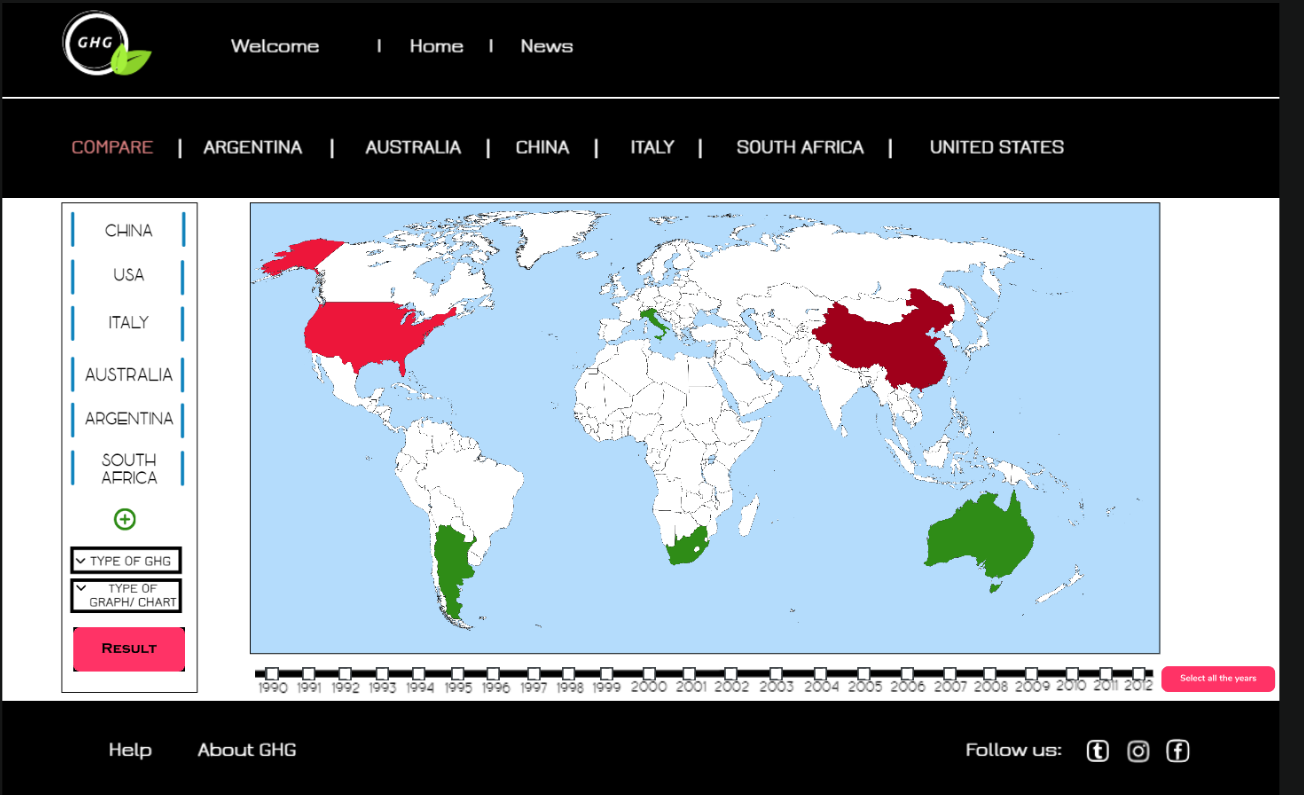 GHG
Welcome | Home | News
COMPARE | ARGENTINA | AUSTRALIA | CHINA | ITALY | SOUTH AFRICA | UNITED STATES
CHINA
USA
ITALY
AUSTRALIA
ARGENTINA
SOUTH
AFRICA
TYPE OF GHG
TYPE OF
GRAPH/ CHART
RESULT
1990 1991 1992 1993 1994 1995 1996 1997 1998 1999 2000 2001 2002 2003 2004 2005 2006 2007 2008 2009 2010 2011 2012
Select all the years
Help About GHG Follow us: